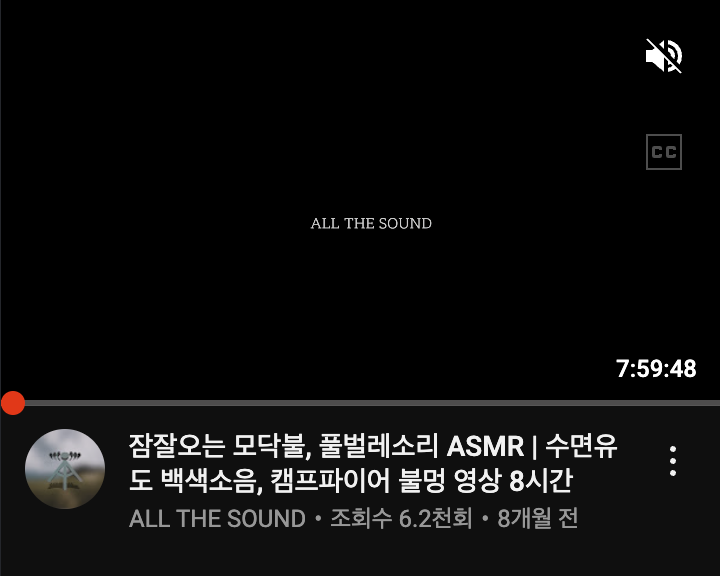 CC
ALL THE SOUND
7:59:48
잠잘오는 모닥불, 풀벌레소리 ASMR | 수면유
도 백색소음, 캠프파이어 불멍 영상 8시간
ALL THE SOUND • 조회수 6.2천회 • 8개월 전